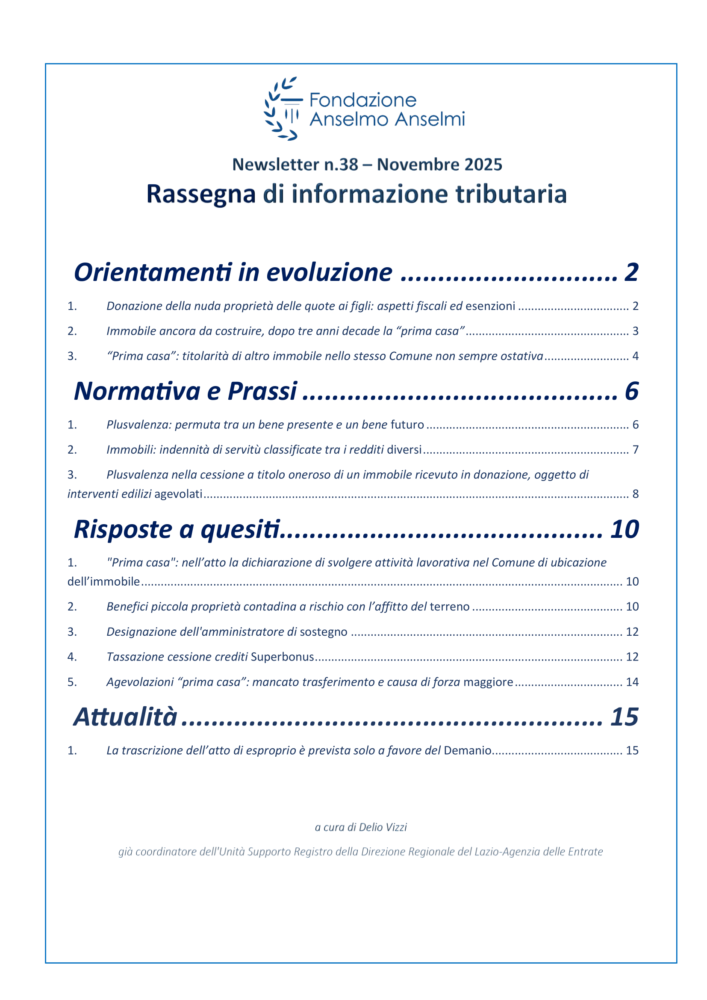 Fondazione
Anselmo Anselmi
Newsletter n.38 – Novembre 2025
Rassegna di informazione tributaria
Orientamenti in evoluzione ............................. 2
1. Donazione della nuda proprietà delle quote ai figli: aspetti fiscali ed esenzioni .................................. 2
2. Immobile ancora da costruire, dopo tre anni decade la “prima casa” .................................................. 3
3. “Prima casa”: titolarità di altro immobile nello stesso Comune non sempre ostativa .......................... 4
Normativa e Prassi .......................................... 6
1. Plusvalenza: permuta tra un bene presente e un bene futuro .............................................................. 6
2. Immobili: indennità di servitù classificate tra i redditi diversi ............................................................... 7
3. Plusvalenza nella cessione a titolo oneroso di un immobile ricevuto in donazione, oggetto di
interventi edilizi agevolati ................................................................................................................................... 8
Risposte a quesiti ........................................... 10
1. "Prima casa": nell’atto la dichiarazione di svolgere attività lavorativa nel Comune di ubicazione
dell’immobile ................................................................................................................................................... 10
2. Benefici piccola proprietà contadina a rischio con l’affitto del terreno .............................................. 10
3. Designazione dell'amministratore di sostegno ................................................................................... 12
4. Tassazione cessione crediti Superbonus .............................................................................................. 12
5. Agevolazioni “prima casa”: mancato trasferimento e causa di forza maggiore ................................. 14
Attualità ........................................................ 15
1. La trascrizione dell’atto di esproprio è prevista solo a favore del Demanio ........................................ 15
a cura di Delio Vizzi
già coordinatore dell'Unità Supporto Registro della Direzione Regionale del Lazio-Agenzia delle Entrate